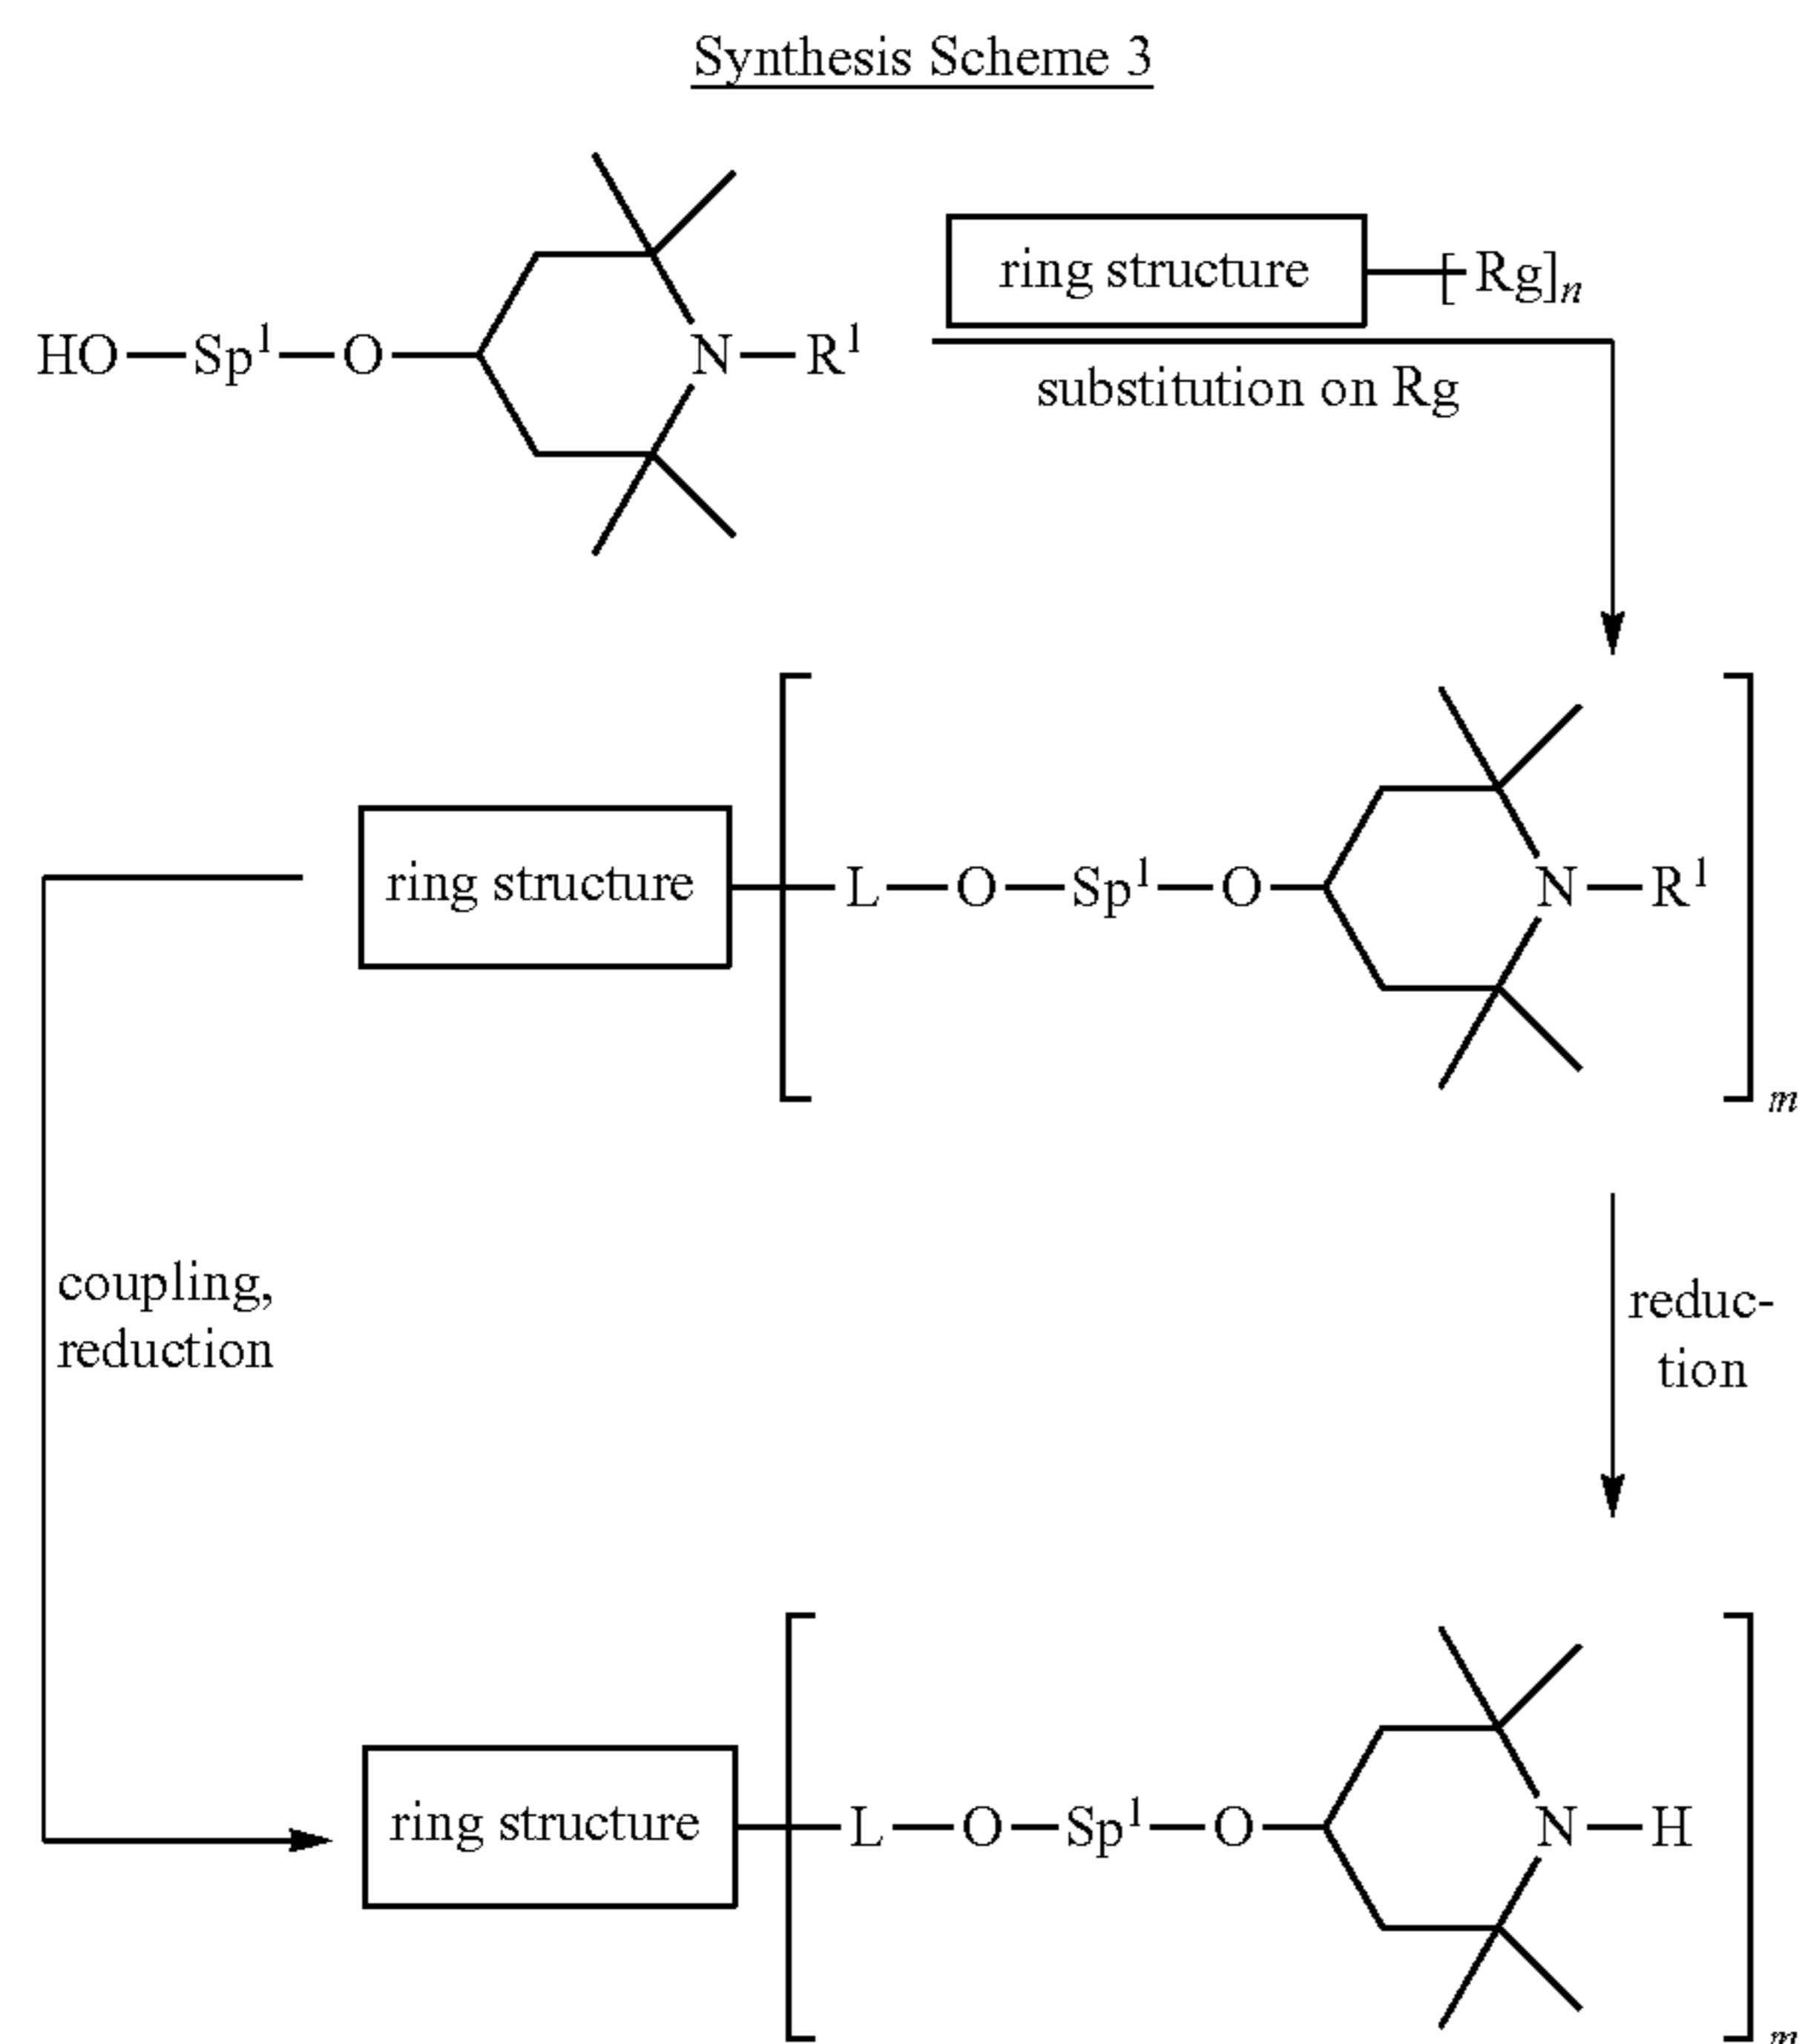 Synthesis Scheme 3
ring structure [ Rg]n
HO—Sp¹—O N—R¹
substitution on Rg
ring structure L—O—Sp¹—O N—R¹
m
coupling,
reduction
reduc-
tion
ring structure L—O—Sp¹—O N—H
m